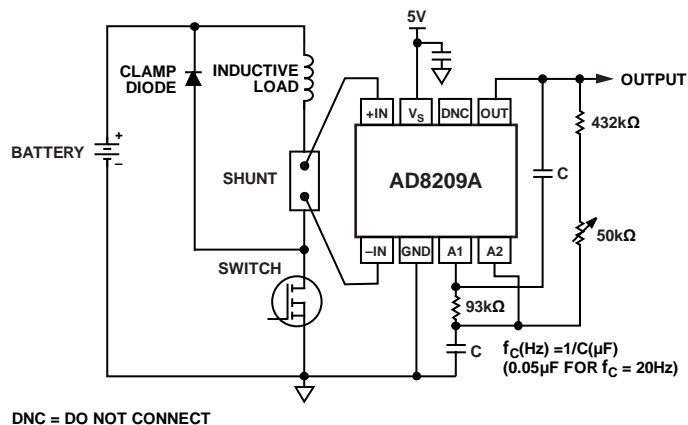 5V
CLAMP
DIODE
INDUCTIVE
LOAD
OUTPUT
+IN
VS
DNC
OUT
432kΩ
BATTERY
+
–
SHUNT
AD8209A
C
50kΩ
–IN
GND
A1
A2
SWITCH
93kΩ
C
fC(Hz) =1/C(µF)
(0.05µF FOR fC = 20Hz)
DNC = DO NOT CONNECT